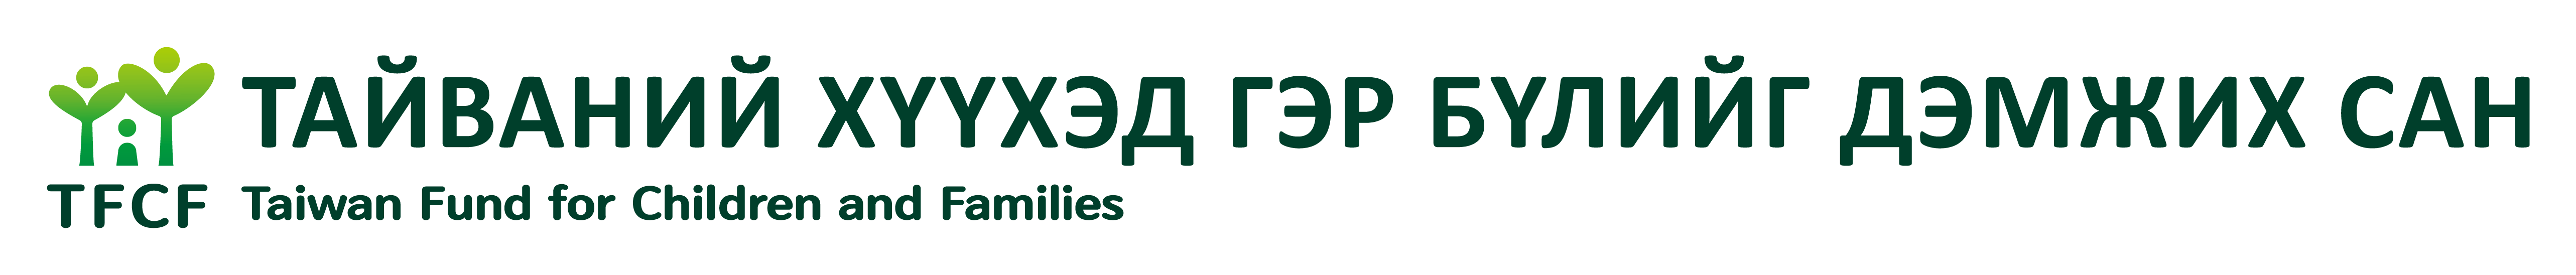 ТАЙВАНИЙ ХҮҮХЭД ГЭР БҮЛИЙГ ДЭМЖИХ САН
TFCF
Taiwan Fund for Children and Families